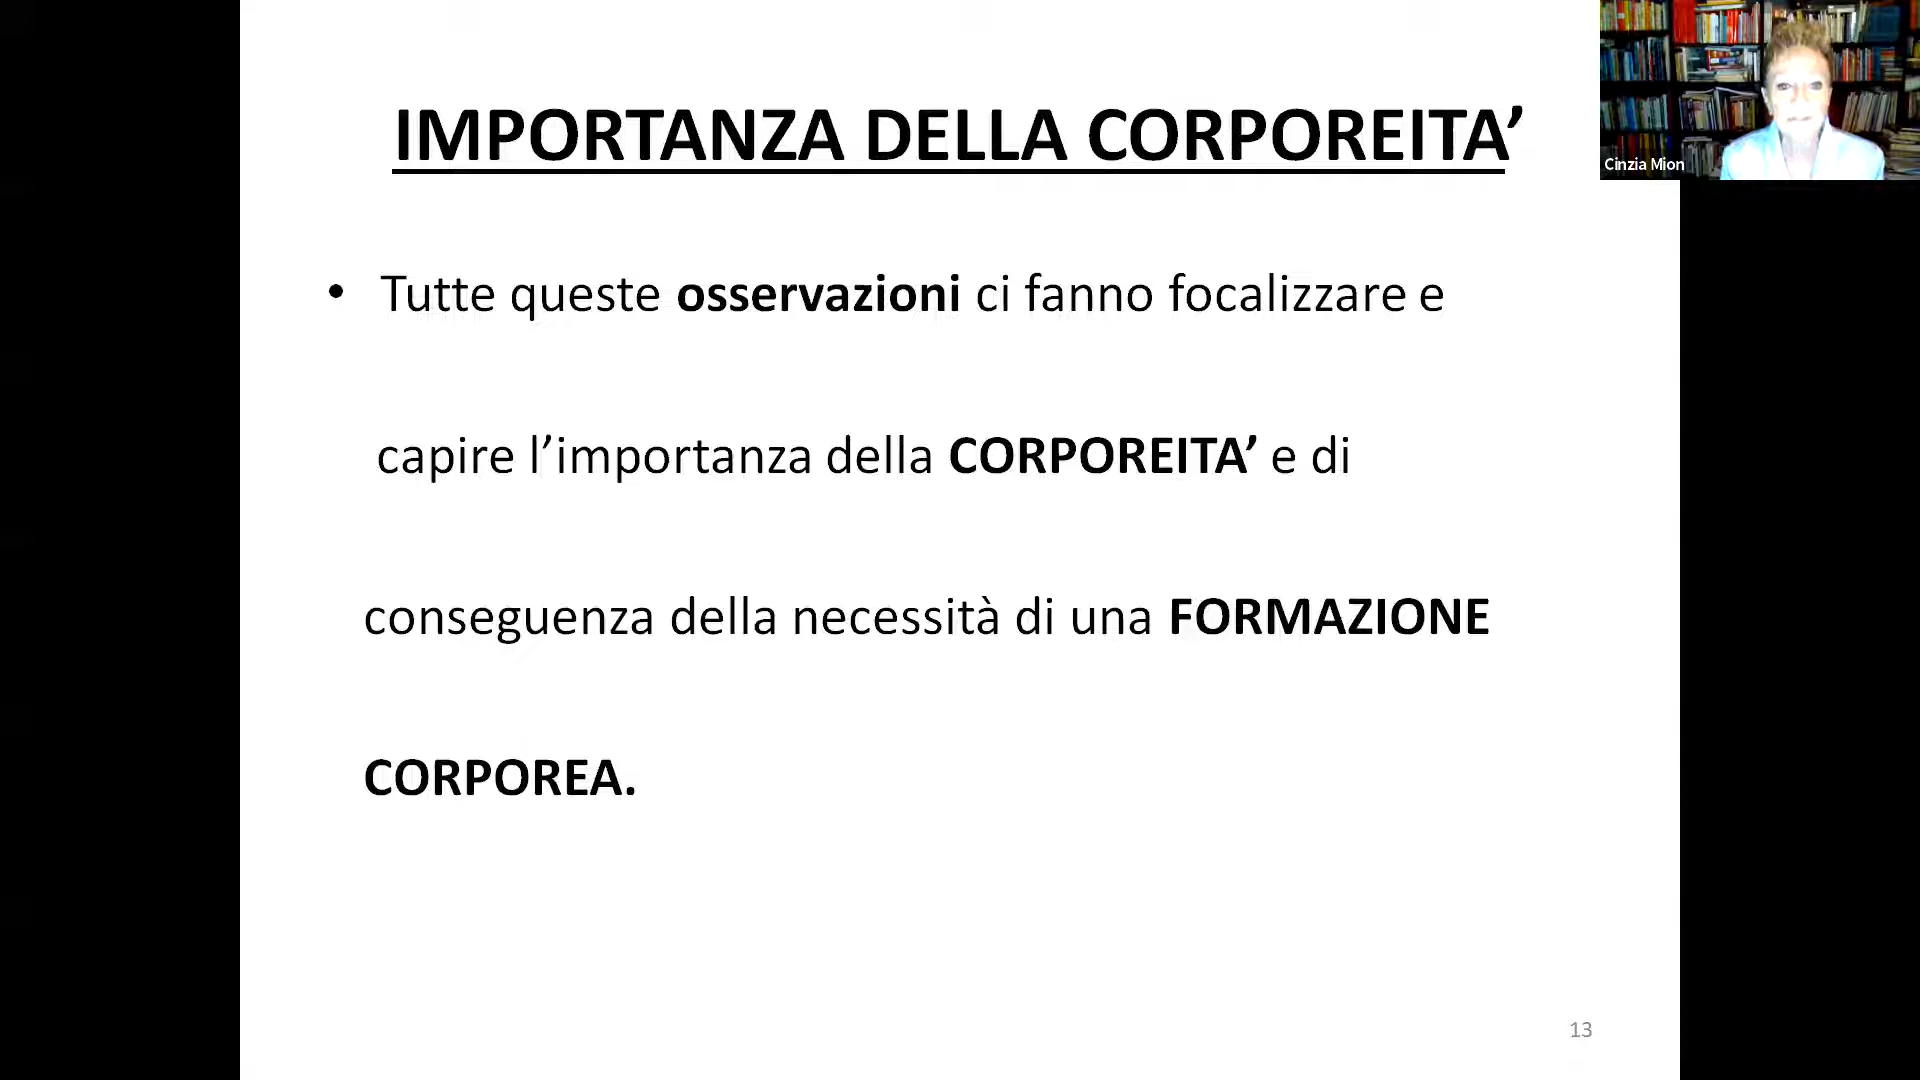 IMPORTANZA DELLA CORPOREITA’
Cinzia Mion
• Tutte queste osservazioni ci fanno focalizzare e
capire l’importanza della CORPOREITA’ e di
conseguenza della necessità di una FORMAZIONE
CORPOREA.
13